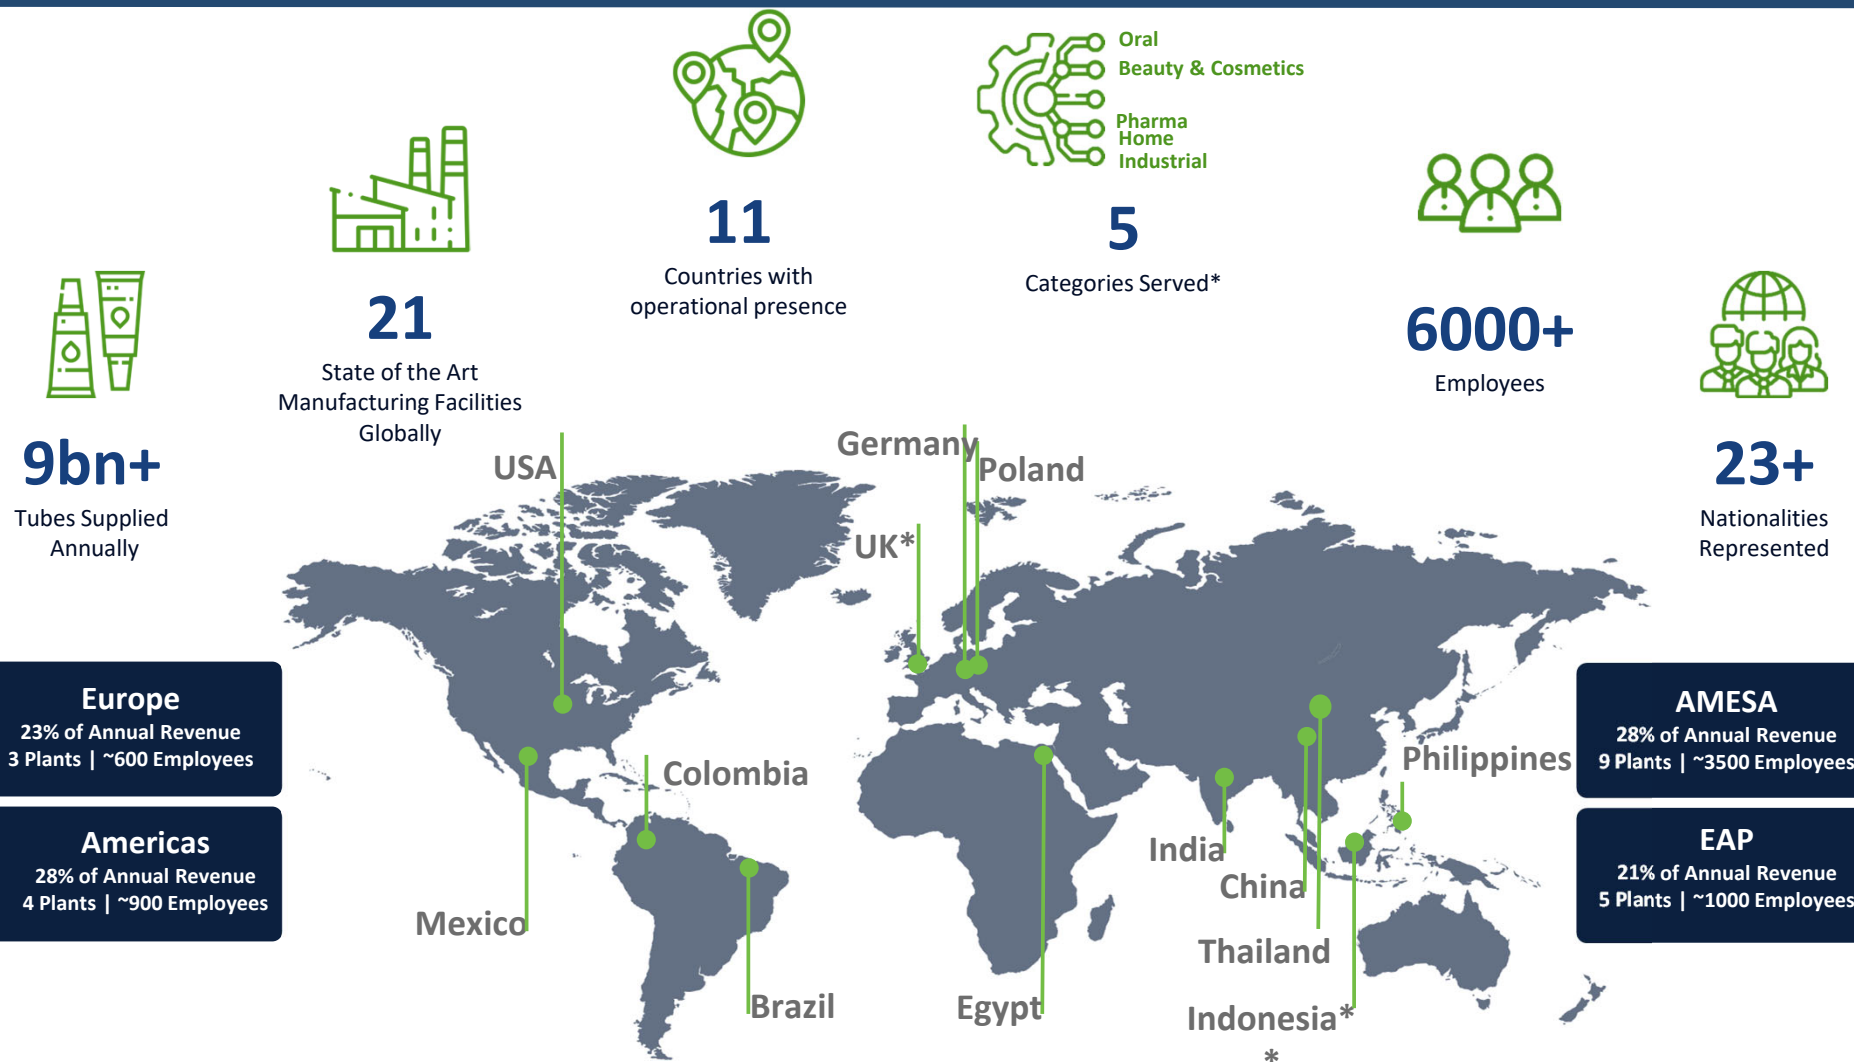 Oral
Beauty & Cosmetics
Pharma
Home
Industrial
11
Countries with
operational presence
5
Categories Served*
21
State of the Art
Manufacturing Facilities
Globally
6000+
Employees
9bn+
Tubes Supplied
Annually
23+
Nationalities
Represented
USA
Germany
Poland
UK*
Europe
23% of Annual Revenue
3 Plants | ~600 Employees
Americas
28% of Annual Revenue
4 Plants | ~900 Employees
AMESA
28% of Annual Revenue
9 Plants | ~3500 Employees
EAP
21% of Annual Revenue
5 Plants | ~1000 Employees
Colombia
Philippines
India
China
Mexico
Thailand
Brazil
Egypt
Indonesia*
*